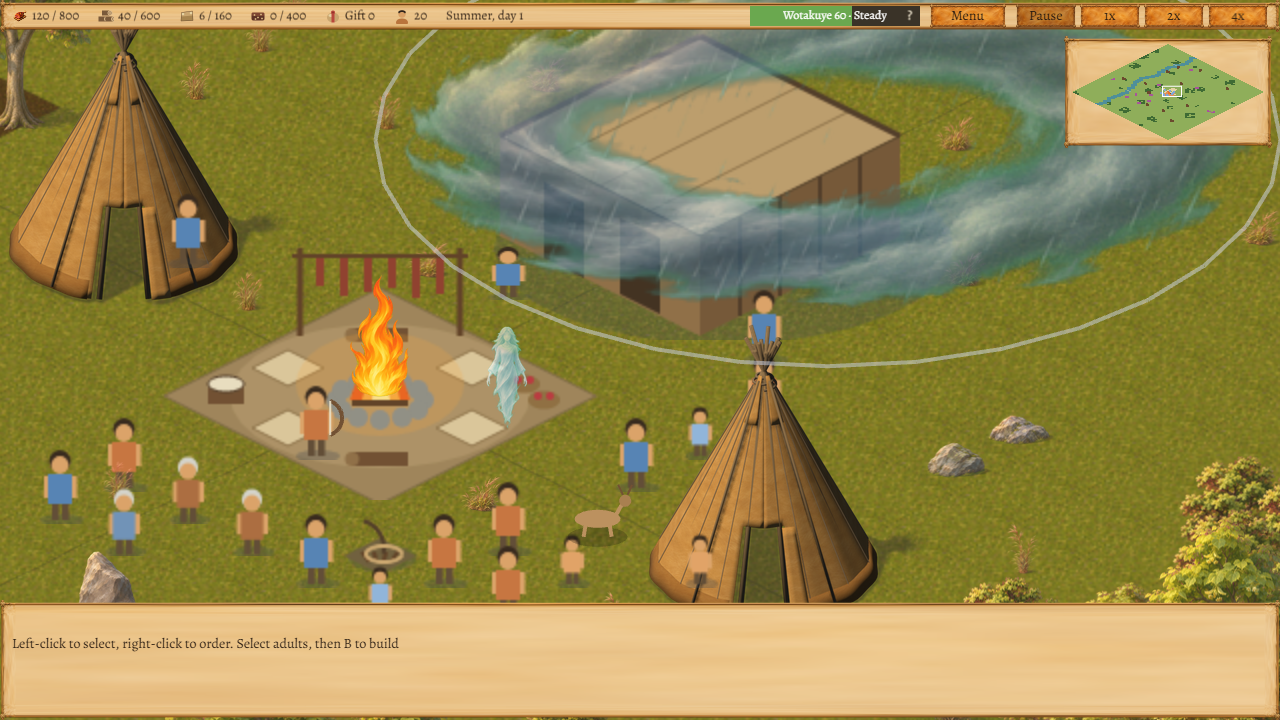 120 / 800 40 / 600 6 / 160 0 / 400 Gift 0 20 Summer, day 1 Wotakuye 60 - Steady ? Menu Pause 1x 2x 4x
Left-click to select, right-click to order. Select adults, then B to build